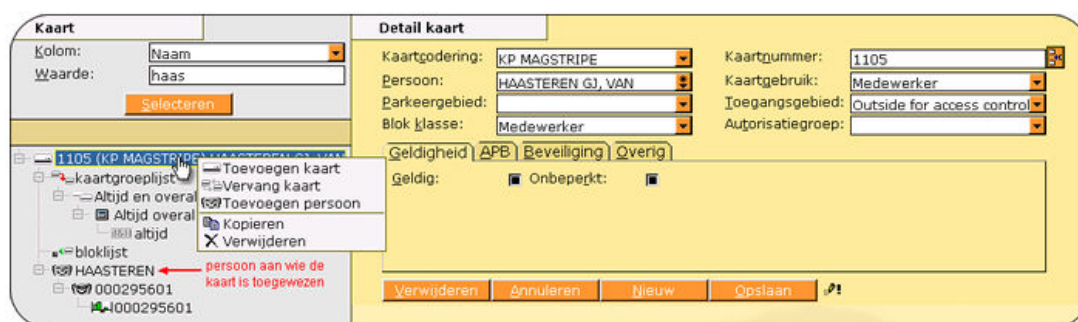 Kaart
Kolom: Naam
Waarde: haas
Selecteren
1105 (KP MAGSTRIPE) HAASTEREN GJ, VAN
kaartgroeplijst
Altijd en overal
Altijd overal
altijd
bloklijst
HAASTEREN
000295601
000295601
Toevoegen kaart
Vervang kaart
Toevoegen persoon
Kopieren
Verwijderen
persoon aan wie de
kaart is toegewezen
Detail kaart
Kaartcodering: KP MAGSTRIPE
Kaartnummer: 1105
Persoon: HAASTEREN GJ, VAN
Kaartgebruik: Medewerker
Parkeergebied:
Toegangsgebied: Outside for access control
Blok klasse: Medewerker
Autorisatiegroep:
Geldigheid APB Beveiliging Overig
Geldig: Onbeperkt:
Verwijderen Annuleren Nieuw Opslaan